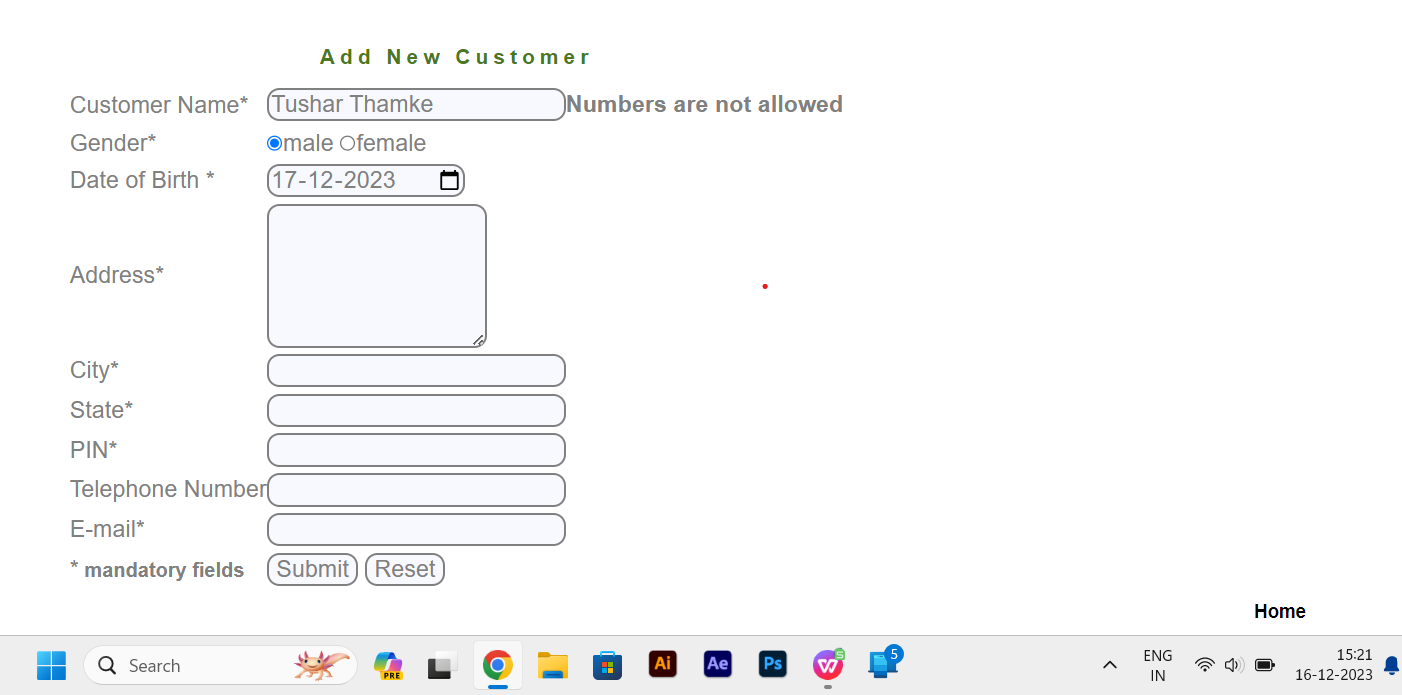 Add New Customer
Customer Name* Tushar Thamke Numbers are not allowed
Gender* male female
Date of Birth * 17-12-2023
Address*
City*
State*
PIN*
Telephone Number
E-mail*
* mandatory fields Submit Reset
Home
Search PRE Ai Ae Ps W S 5 ENG IN 15:21 16-12-2023